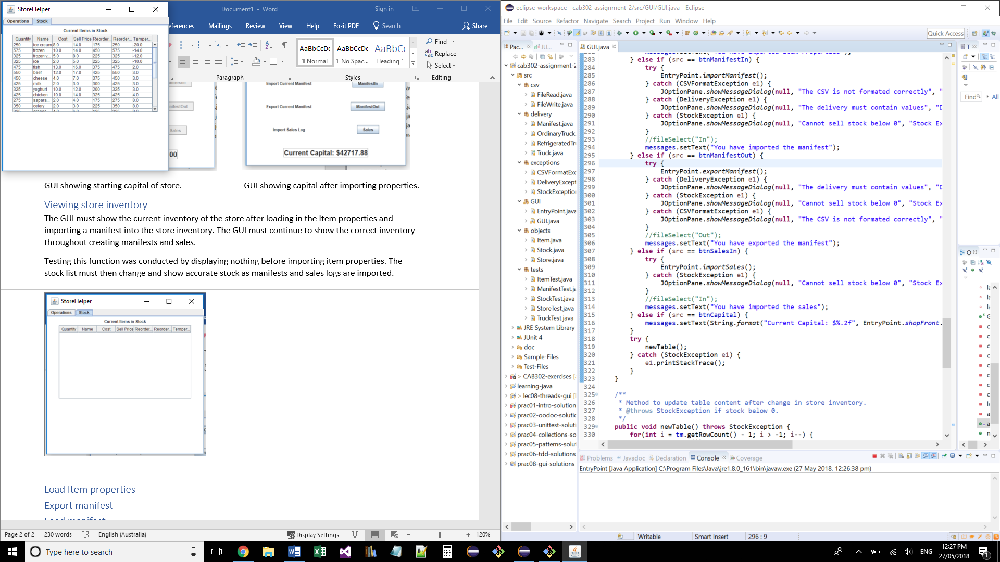 StoreHelper
Operations Stock
Current Items in Stock
Quantity Name Cost Sell Price Reorder... Reorder... Temper...
250 ice cream 8.0 14.0 175 250 -20.0
575 frozen ... 10.0 14.0 450 575 -14.0
325 frozen v... 5.0 8.0 225 325 -12.0
325 ice 2.0 5.0 225 325 -10.0
475 fish 13.0 16.0 375 475 2.0
550 beef 12.0 17.0 425 550 3.0
450 cheese 4.0 7.0 375 450 3.0
425 milk 2.0 3.0 300 425 3.0
325 yoghurt 10.0 12.0 200 325 3.0
425 chicken 10.0 14.0 325 425 4.0
275 aspara... 2.0 4.0 175 275 8.0
350 celery 2.0 3.0 250 350 8.0
Document1 - Word
Sign in
eferences Mailings Review View Help Foxit PDF Search Share
AaBbCcDc AaBbCcDc AaBbCc
¶ Normal ¶ No Spac... Heading 1
Find
Replace
Select
Paragraph Styles Editing
Import Current Manifest ManifestIn
Export Current Manifest ManifestOut
Import Sales Log Sales
Current Capital: $42717.88
nifestOut
Sales
.00
GUI showing starting capital of store. GUI showing capital after importing properties.
Viewing store inventory
The GUI must show the current inventory of the store after loading in the Item properties and
importing a manifest into the store inventory. The GUI must continue to show the correct inventory
throughout creating manifests and sales.
Testing this function was conducted by displaying nothing before importing item properties. The
stock list must then change and show accurate stock as manifests and sales logs are imported.
StoreHelper
Operations Stock
Current Items in Stock
Quantity Name Cost Sell Price Reorder... Reorder... Temper...
Load Item properties
Export manifest
Load manifest
Page 2 of 2 230 words English (Australia) Display Settings 120%
eclipse-workspace - cab302-assignment-2/src/GUI/GUI.java - Eclipse
File Edit Source Refactor Navigate Search Project Run Window Help
Quick Access
Pac... JU...
cab302-assignment-2
src
csv
FileRead.java
FileWrite.java
delivery
Manifest.java
OrdinaryTruck.
RefrigeratedTru
Truck.java
exceptions
CSVFormatExc
DeliveryExcept
StockException
GUI
EntryPoint.java
GUI.java
objects
Item.java
Stock.java
Store.java
tests
ItemTest.java
ManifestTest.ja
StockTest.java
StoreTest.java
TruckTest.java
JRE System Library
JUnit 4
doc
Sample-Files
Test-Files
> CAB302-exercises [
learning-java
> lec08-threads-gui [
prac01-intro-solution
prac02-oodoc-solutic
prac03-unittest-soluti
prac04-collections-so
prac05-patterns-solut
prac06-tdd-solutions
prac08-gui-solutions
GUI.java
282 messages.setText("You have imported Item Properties");
283 } else if (src == btnManifestIn) {
284 try {
285 EntryPoint.importManifest();
286 } catch (CSVFormatException e1) {
287 JOptionPane.showMessageDialog(null, "The CSV is not formated correctly", "
288 } catch (DeliveryException e1) {
289 JOptionPane.showMessageDialog(null, "The delivery must contain values", "D
290 } catch (StockException e1) {
291 JOptionPane.showMessageDialog(null, "Cannot sell stock below 0", "Stock Ex
292 }
293 //fileSelect("In");
294 messages.setText("You have imported the manifest");
295 } else if (src == btnManifestOut) {
296 try {
297 EntryPoint.exportManifest();
298 } catch (DeliveryException e1) {
299 JOptionPane.showMessageDialog(null, "The delivery must contain values", "D
300 } catch (StockException e1) {
301 JOptionPane.showMessageDialog(null, "Cannot sell stock below 0", "Stock Ex
302 } catch (CSVFormatException e1) {
303 JOptionPane.showMessageDialog(null, "The CSV is not formated correctly", "
304 }
305 //fileSelect("Out");
306 messages.setText("You have exported the manifest");
307 } else if (src == btnSalesIn) {
308 try {
309 EntryPoint.importSales();
310 } catch (StockException e1) {
311 JOptionPane.showMessageDialog(null, "Cannot sell stock below 0", "Stock Ex
312 }
313 //fileSelect("In");
314 messages.setText("You have imported the sales");
315 } else if (src == btnCapital) {
316 messages.setText(String.format("Current Capital: $%.2f", EntryPoint.shopFront.
317 }
318 try {
319 newTable();
320 } catch (StockException e1) {
321 e1.printStackTrace();
322 }
323 }
324
325 /**
326 * Method to update table content after change in store inventory.
327 * @throws StockException if stock below 0.
328 */
329 public void newTable() throws StockException {
330 for(int i = tm.getRowCount() - 1; i > -1; i--) {
Find All
Problems Javadoc Declaration Console Coverage
EntryPoint [Java Application] C:\Program Files\Java\jre1.8.0_161\bin\javaw.exe (27 May 2018, 12:26:38 pm)
Writable Smart Insert 296 : 9
Type here to search
ENG
12:27 PM
27/05/2018